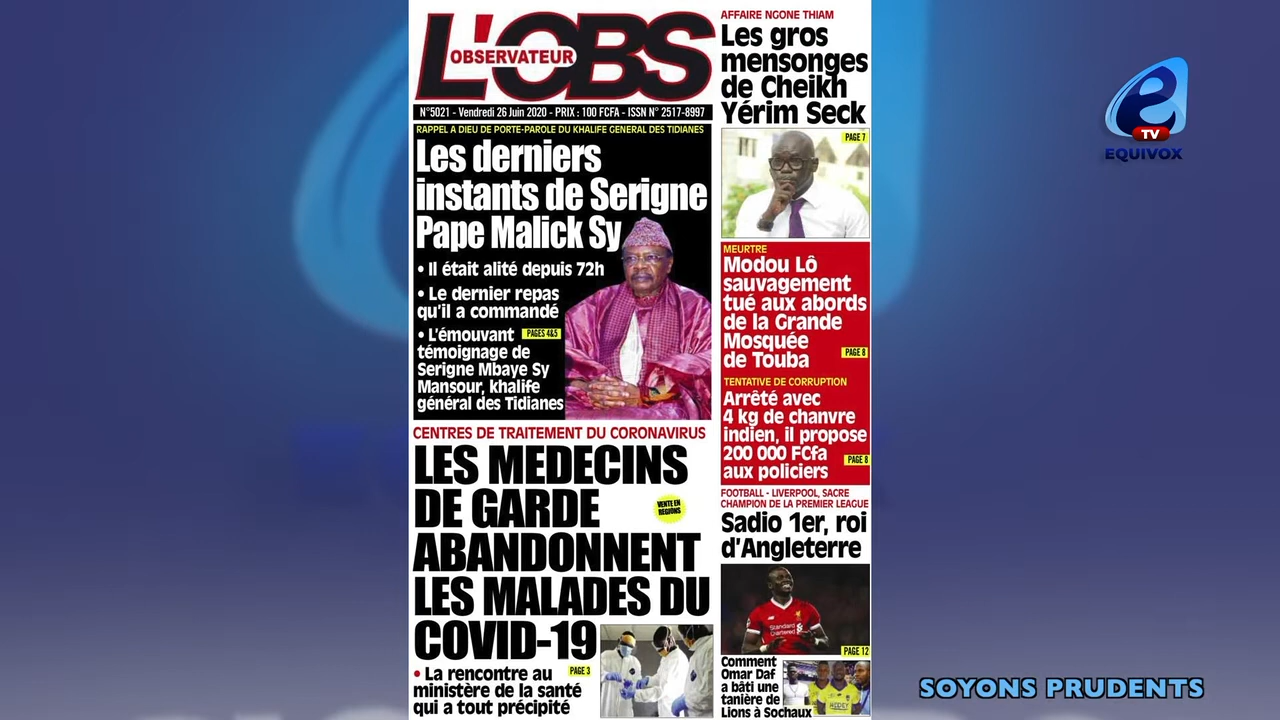 L'OBS
OBSERVATEUR
N°5021 - Vendredi 26 Juin 2020 - PRIX : 100 FCFA - ISSN N° 2517-8997
RAPPEL A DIEU DE PORTE-PAROLE DU KHALIFE GENERAL DES TIDIANES
Les derniers
instants de Serigne
Pape Malick Sy
• Il était alité depuis 72h
• Le dernier repas
qu'il a commandé
• L'émouvant PAGES 4&5
témoignage de
Serigne Mbaye Sy
Mansour, khalife
général des Tidianes
CENTRES DE TRAITEMENT DU CORONAVIRUS
LES MEDECINS
DE GARDE
ABANDONNENT
LES MALADES DU
COVID-19
VENTE EN
RÉGIONS
• La rencontre au PAGE 3
ministère de la santé
qui a tout précipité
AFFAIRE NGONE THIAM
Les gros
mensonges
de Cheikh
Yérim Seck
PAGE 7
MEURTRE
Modou Lô
sauvagement
tué aux abords
de la Grande
Mosquée
de Touba
PAGE 8
TENTATIVE DE CORRUPTION
Arrêté avec
4 kg de chanvre
indien, il propose
200 000 FCfa
aux policiers
PAGE 8
FOOTBALL - LIVERPOOL, SACRE
CHAMPION DE LA PREMIER LEAGUE
Sadio 1er, roi
d'Angleterre
Standard
Chartered
PAGE 12
Comment
Omar Daf
a bâti une
tanière de
Lions à Sochaux
e
TV
EQUIVOX
SOYONS PRUDENTS